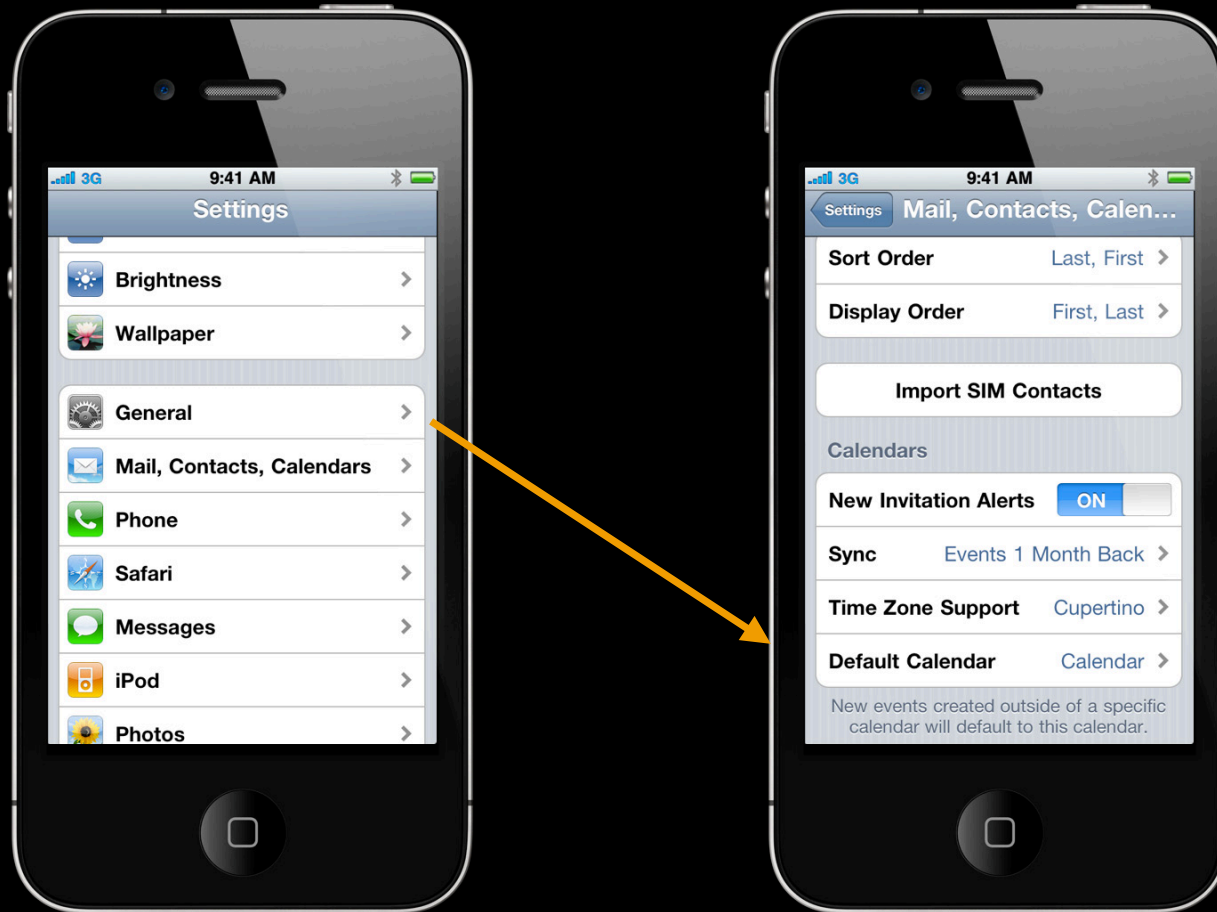 3G 9:41 AM
Settings
Brightness
Wallpaper
General
Mail, Contacts, Calendars
Phone
Safari
Messages
iPod
Photos
3G 9:41 AM
Settings Mail, Contacts, Calen...
Sort Order Last, First
Display Order First, Last
Import SIM Contacts
Calendars
New Invitation Alerts ON
Sync Events 1 Month Back
Time Zone Support Cupertino
Default Calendar Calendar
New events created outside of a specific
calendar will default to this calendar.